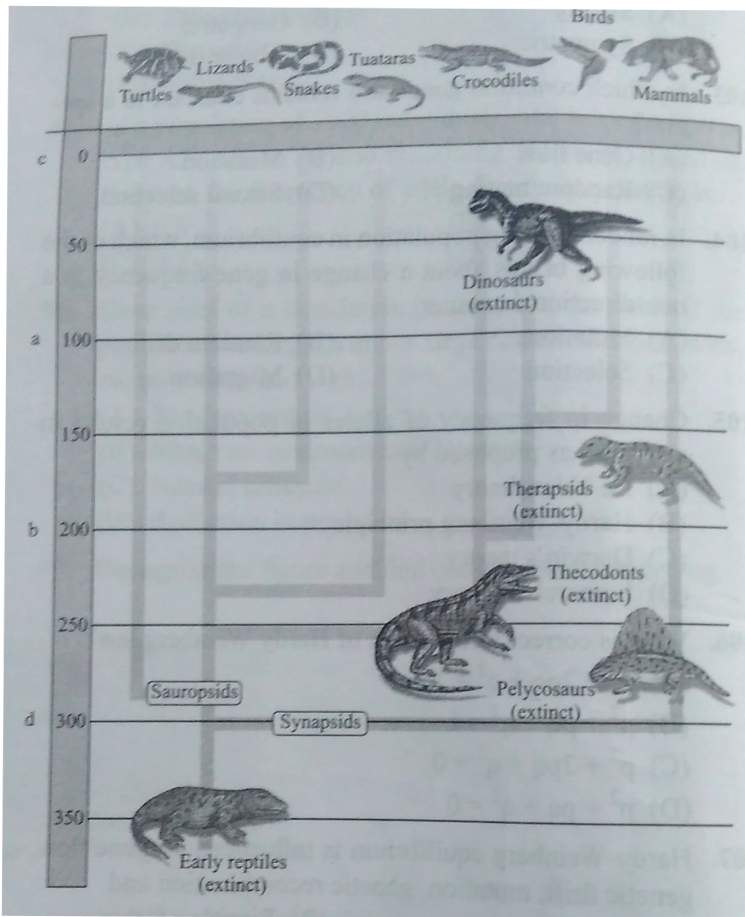 Birds
Lizards
Tuataras
Turtles
Snakes
Crocodiles
Mammals
c 0
50
Dinosaurs
(extinct)
a 100
150
Therapsids
(extinct)
b 200
Thecodonts
(extinct)
250
Sauropsids
Pelycosaurs
(extinct)
d 300
Synapsids
350
Early reptiles
(extinct)